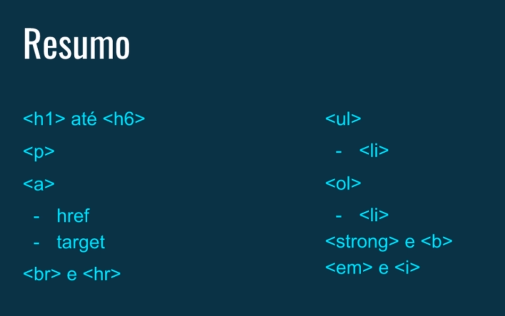 Resumo
<h1> até <h6>
<p>
<a>
- href
- target
<br> e <hr>
<ul>
- <li>
<ol>
- <li>
<strong> e <b>
<em> e <i>